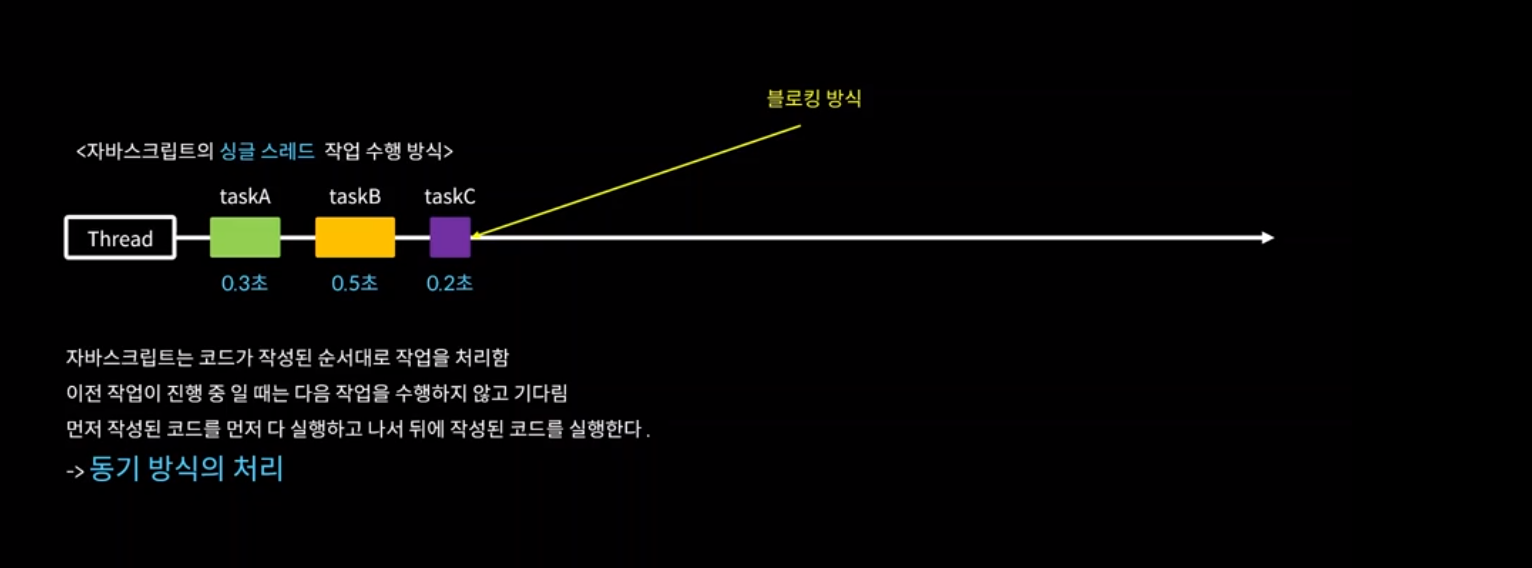 블로킹 방식
<자바스크립트의 싱글 스레드 작업 수행 방식>
taskA taskB taskC
Thread
0.3초 0.5초 0.2초
자바스크립트는 코드가 작성된 순서대로 작업을 처리함
이전 작업이 진행 중 일 때는 다음 작업을 수행하지 않고 기다림
먼저 작성된 코드를 먼저 다 실행하고 나서 뒤에 작성된 코드를 실행한다 .
-> 동기 방식의 처리